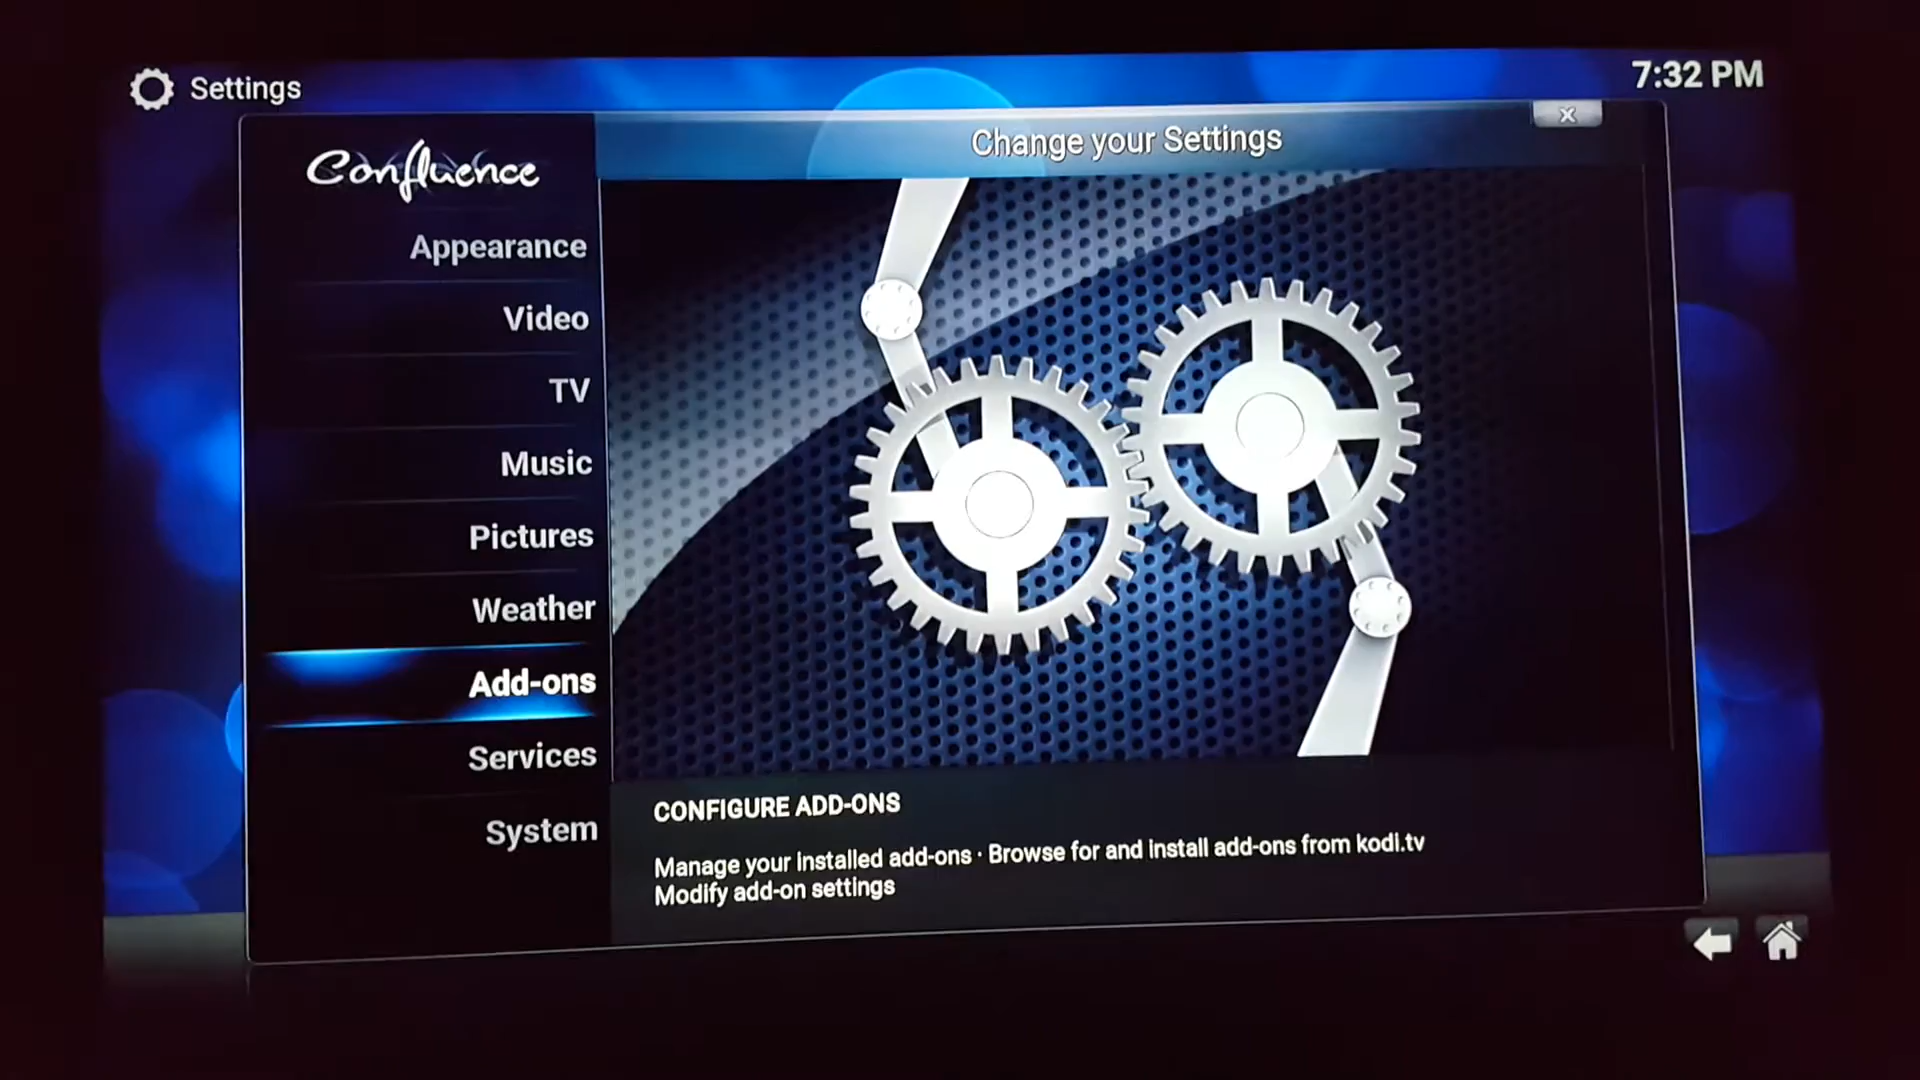 Settings
7:32 PM
Change your Settings
x
Confluence
Appearance
Video
TV
Music
Pictures
Weather
Add-ons
Services
System
CONFIGURE ADD-ONS
Manage your installed add-ons · Browse for and install add-ons from kodi.tv
Modify add-on settings